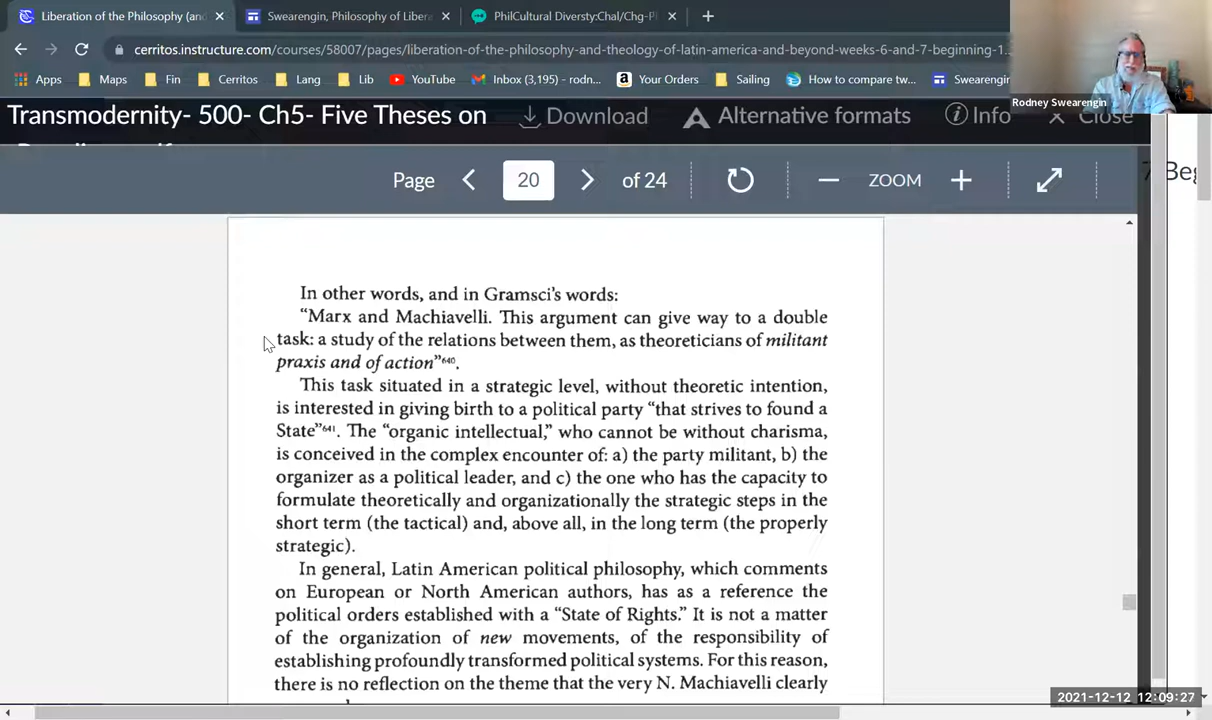 Liberation of the Philosophy (and
Swearengin, Philosophy of Libera
PhilCultural Diversty:Chal/Chg-P
cerritos.instructure.com/courses/58007/pages/liberation-of-the-philosophy-and-theology-of-latin-america-and-beyond-weeks-6-and-7-beginning-1...
Apps Maps Fin Cerritos Lang Lib YouTube Inbox (3,195) - rodn... Your Orders Sailing How to compare tw... Swearengin
Rodney Swearengin
Transmodernity- 500- Ch5- Five Theses on
Download Alternative formats Info Close
Page 20 of 24 ZOOM
7 Beg
In other words, and in Gramsci's words:
"Marx and Machiavelli. This argument can give way to a double
task: a study of the relations between them, as theoreticians of militant
praxis and of action"640.
This task situated in a strategic level, without theoretic intention,
is interested in giving birth to a political party "that strives to found a
State"641. The "organic intellectual," who cannot be without charisma,
is conceived in the complex encounter of: a) the party militant, b) the
organizer as a political leader, and c) the one who has the capacity to
formulate theoretically and organizationally the strategic steps in the
short term (the tactical) and, above all, in the long term (the properly
strategic).
In general, Latin American political philosophy, which comments
on European or North American authors, has as a reference the
political orders established with a "State of Rights." It is not a matter
of the organization of new movements, of the responsibility of
establishing profoundly transformed political systems. For this reason,
there is no reflection on the theme that the very N. Machiavelli clearly
2021-12-12 12:09:27